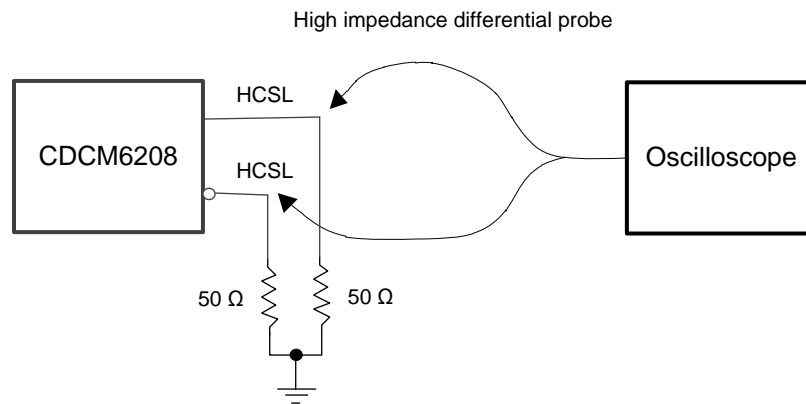 High impedance differential probe
HCSL
CDCM6208
Oscilloscope
HCSL
50 Ω
50 Ω